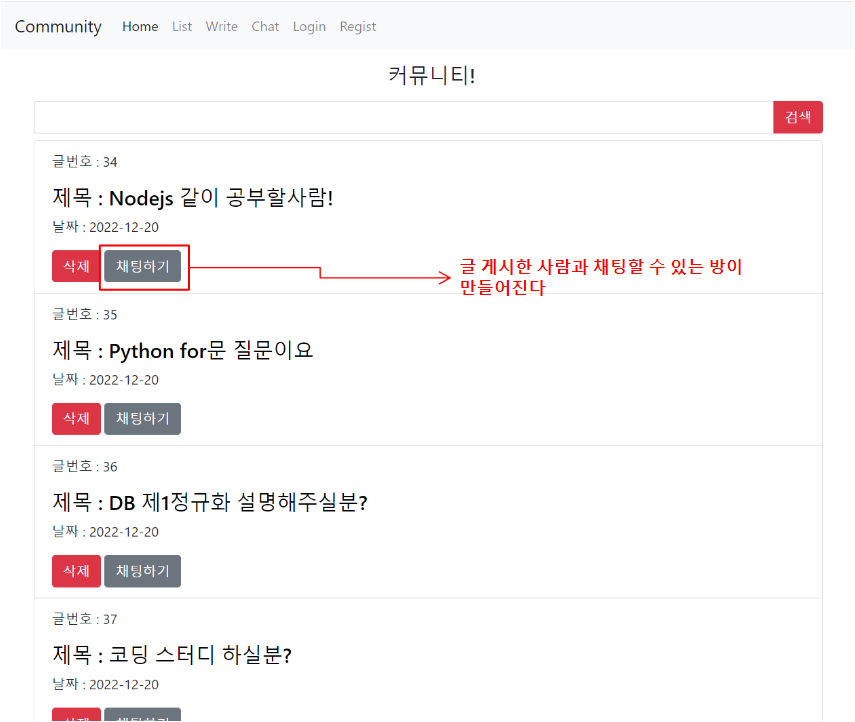 Community Home List Write Chat Login Regist
커뮤니티!
검색
글번호 : 34
제목 : Nodejs 같이 공부할사람!
날짜 : 2022-12-20
삭제 채팅하기
글 게시한 사람과 채팅할 수 있는 방이
만들어진다
글번호 : 35
제목 : Python for문 질문이요
날짜 : 2022-12-20
삭제 채팅하기
글번호 : 36
제목 : DB 제1정규화 설명해주실분?
날짜 : 2022-12-20
삭제 채팅하기
글번호 : 37
제목 : 코딩 스터디 하실분?
날짜 : 2022-12-20
삭제 채팅하기